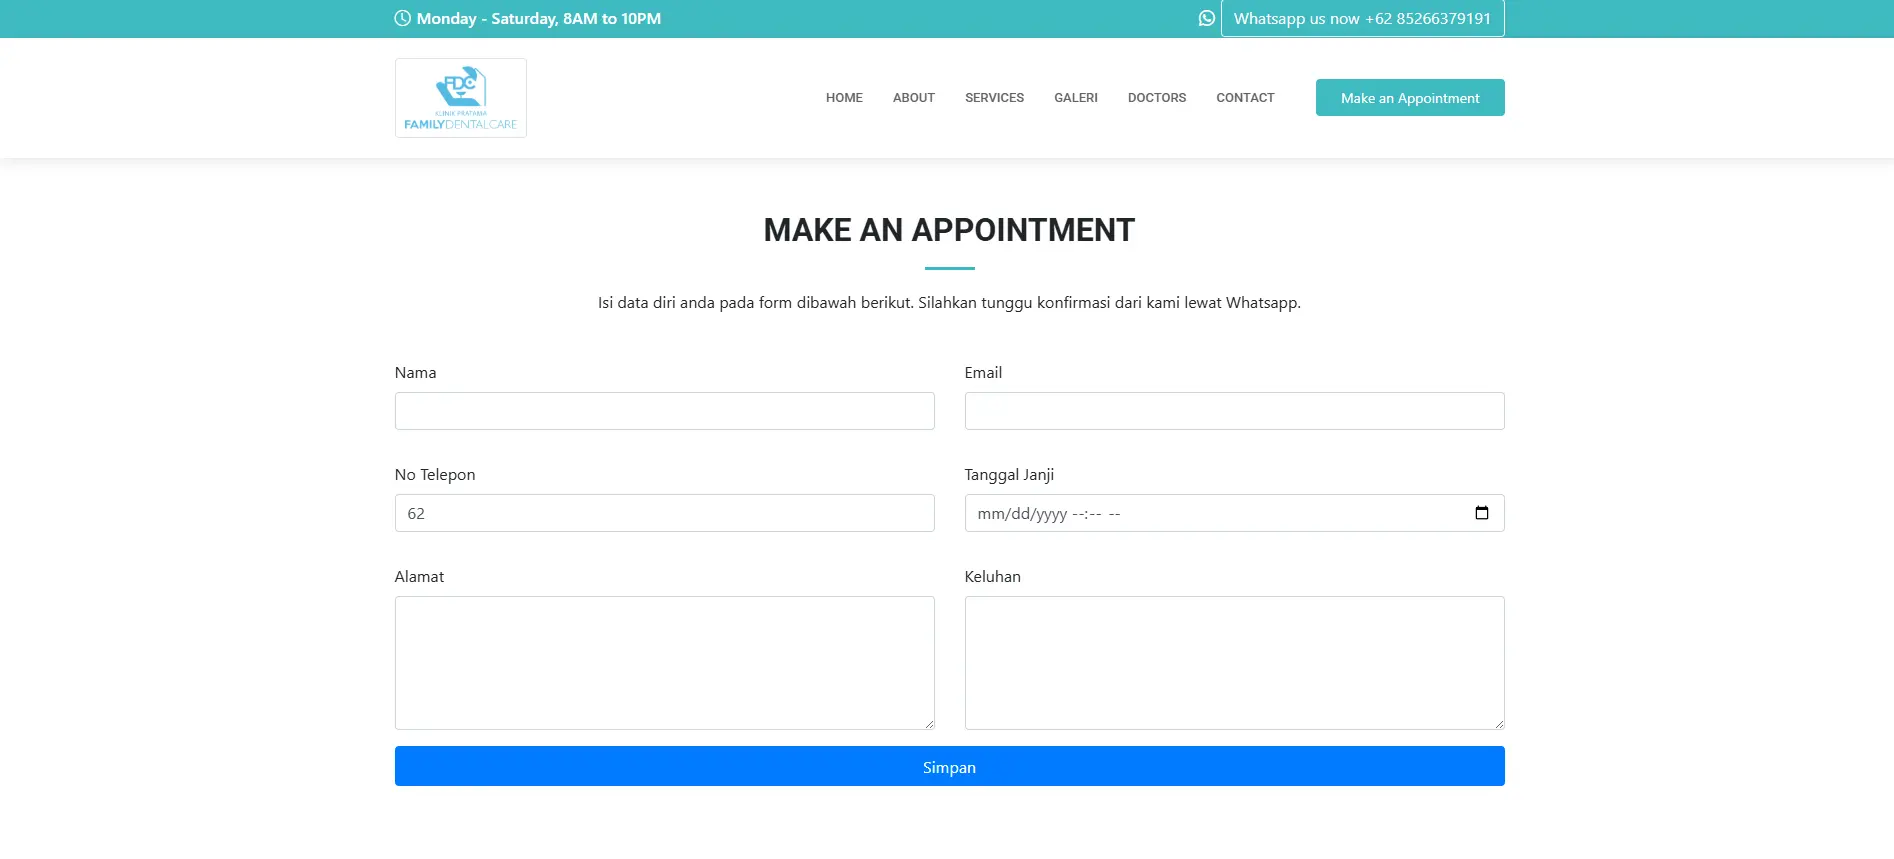 Monday - Saturday, 8AM to 10PM
Whatsapp us now +62 85266379191
FDC
KLINIK PRATAMA
FAMILYDENTALCARE
HOME
ABOUT
SERVICES
GALERI
DOCTORS
CONTACT
Make an Appointment
MAKE AN APPOINTMENT
Isi data diri anda pada form dibawah berikut. Silahkan tunggu konfirmasi dari kami lewat Whatsapp.
Nama
Email
No Telepon
Tanggal Janji
62
mm/dd/yyyy --:-- --
Alamat
Keluhan
Simpan